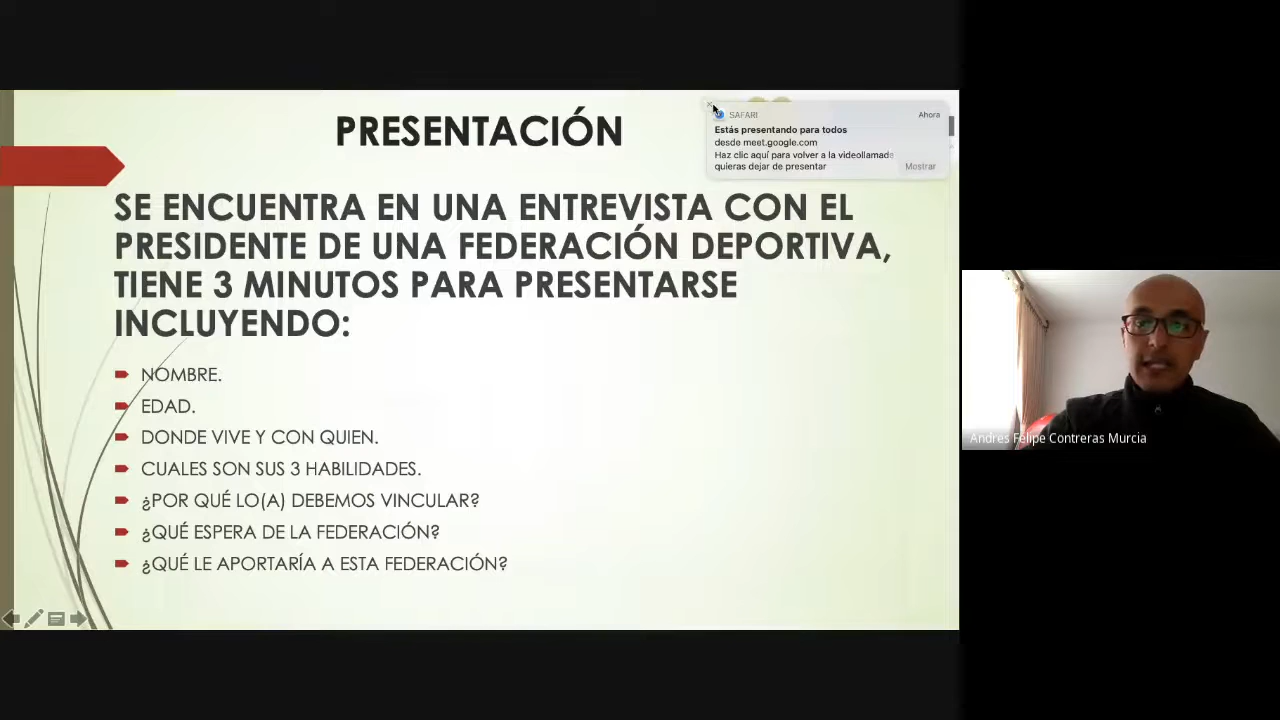 PRESENTACIÓN
SAFARI
Ahora
Estás presentando para todos
desde meet.google.com
Haz clic aquí para volver a la videollamada
quieras dejar de presentar
Mostrar
SE ENCUENTRA EN UNA ENTREVISTA CON EL
PRESIDENTE DE UNA FEDERACIÓN DEPORTIVA,
TIENE 3 MINUTOS PARA PRESENTARSE
INCLUYENDO:
NOMBRE.
EDAD.
DONDE VIVE Y CON QUIEN.
CUALES SON SUS 3 HABILIDADES.
¿POR QUÉ LO(A) DEBEMOS VINCULAR?
¿QUÉ ESPERA DE LA FEDERACIÓN?
¿QUÉ LE APORTARÍA A ESTA FEDERACIÓN?
Andres Felipe Contreras Murcia